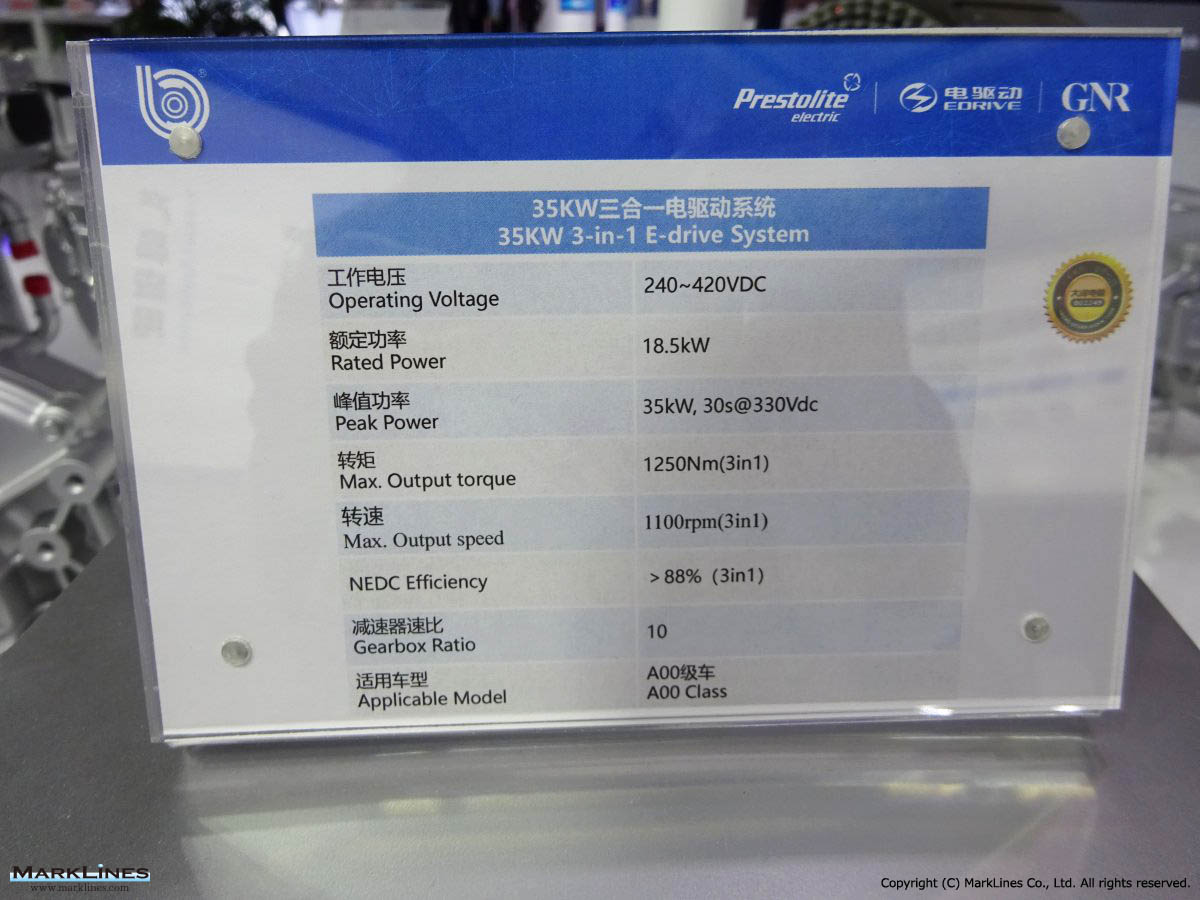 Prestolite
electric
电驱动
EDRIVE
GNR
35KW三合一电驱动系统
35KW 3-in-1 E-drive System
工作电压
Operating Voltage
240~420VDC
额定功率
Rated Power
18.5kW
峰值功率
Peak Power
35kW, 30s@330Vdc
转矩
Max. Output torque
1250Nm(3in1)
转速
Max. Output speed
1100rpm(3in1)
NEDC Efficiency
>88% (3in1)
减速器速比
Gearbox Ratio
10
适用车型
Applicable Model
A00级车
A00 Class
MARKLINES
www.marklines.com
Copyright (C) MarkLines Co., Ltd. All rights reserved.